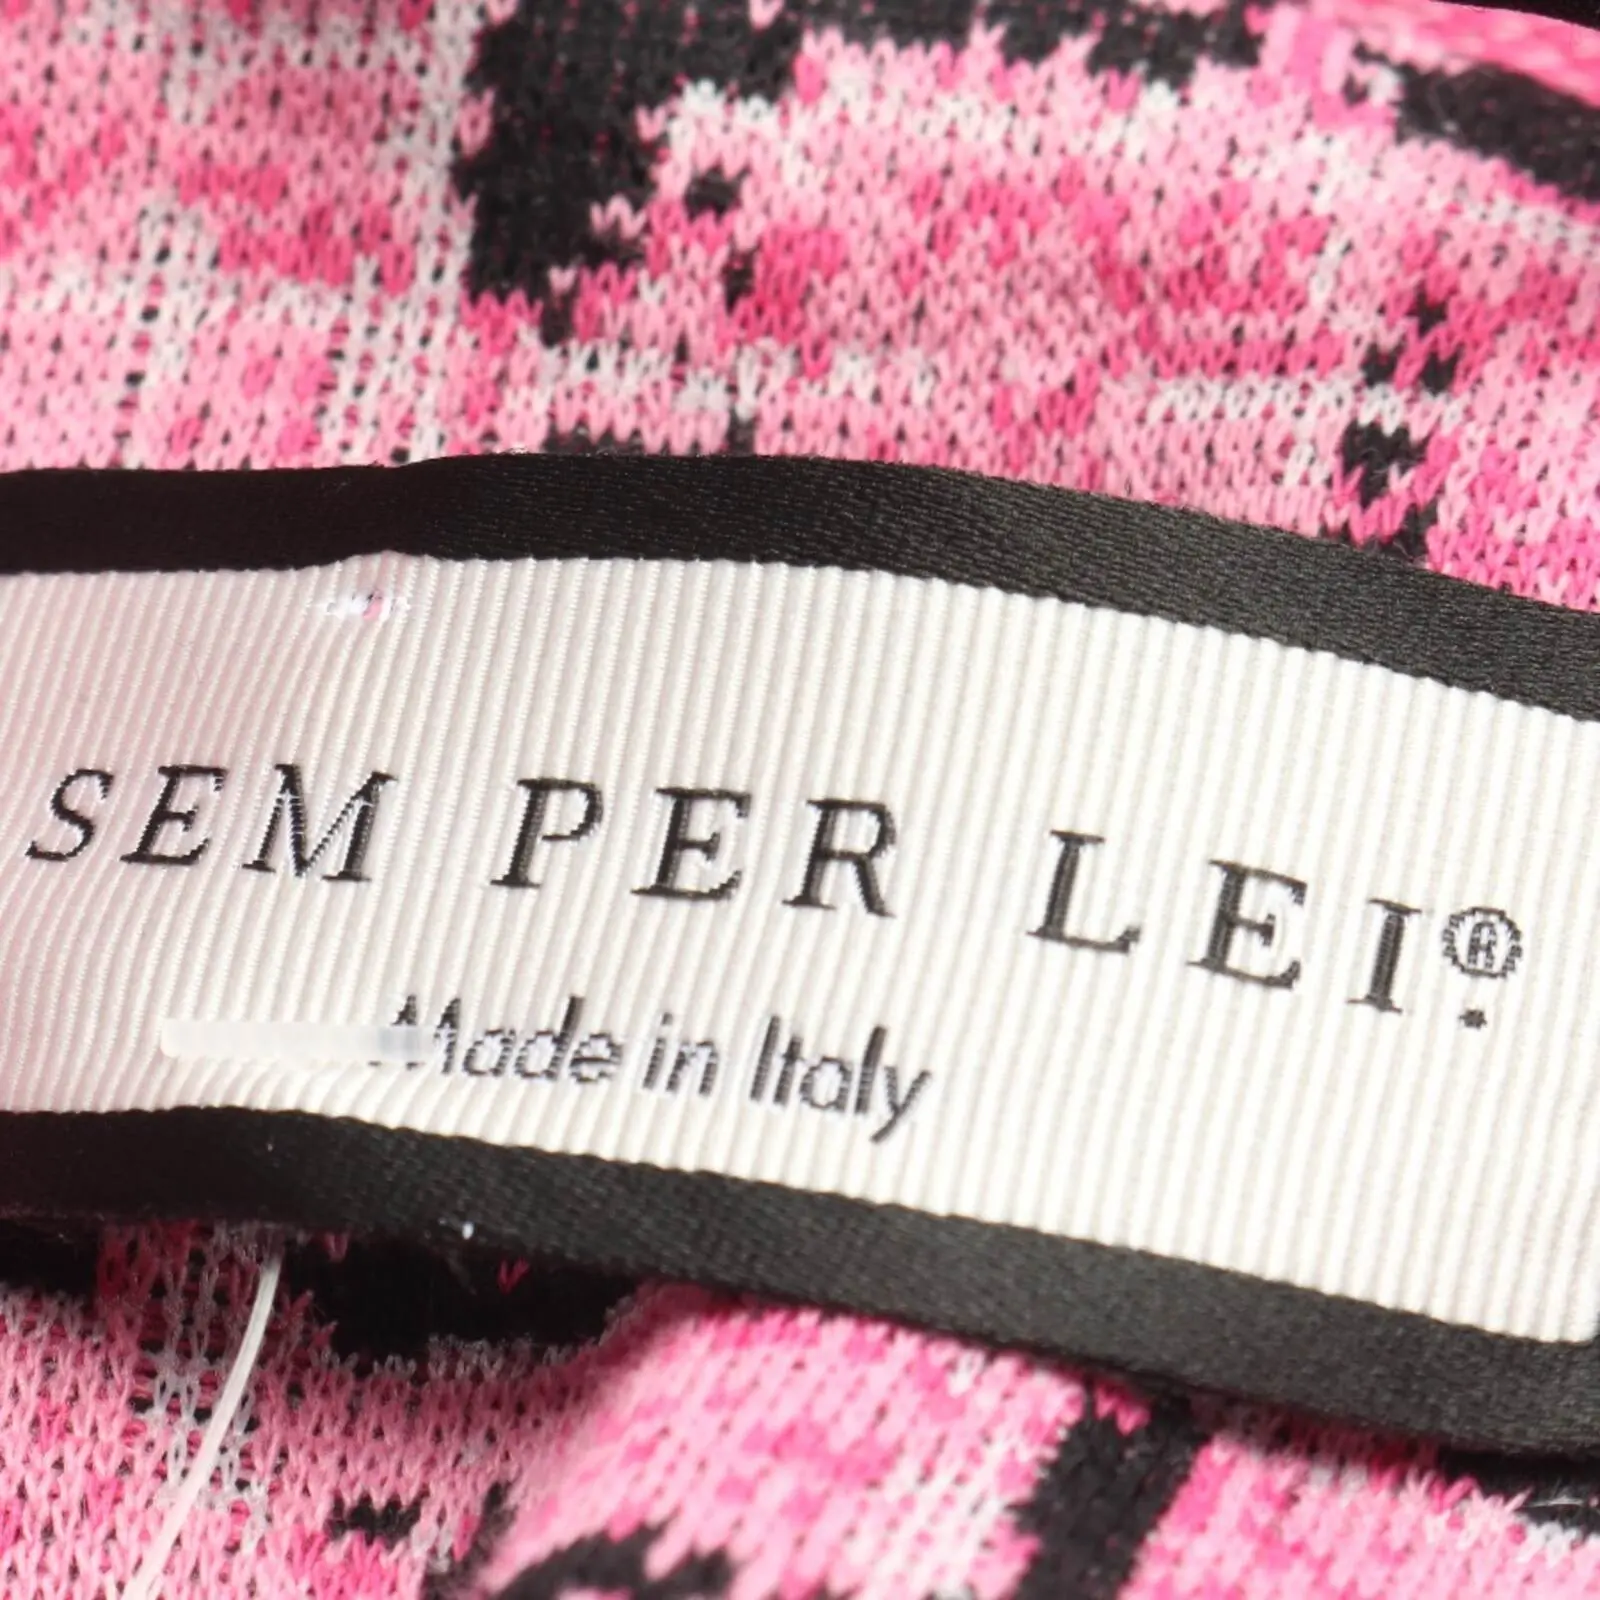 SEM PER LEI®.
Made in Italy